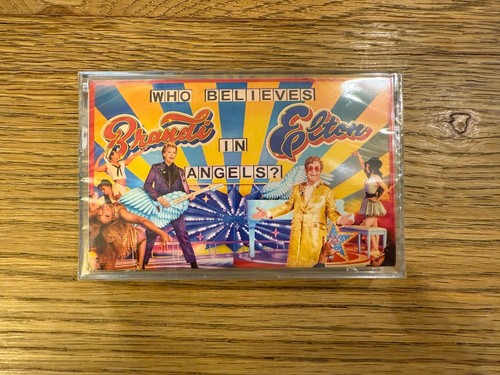 WHO BELIEVES
Brandi
IN
Elton
ANGELS?